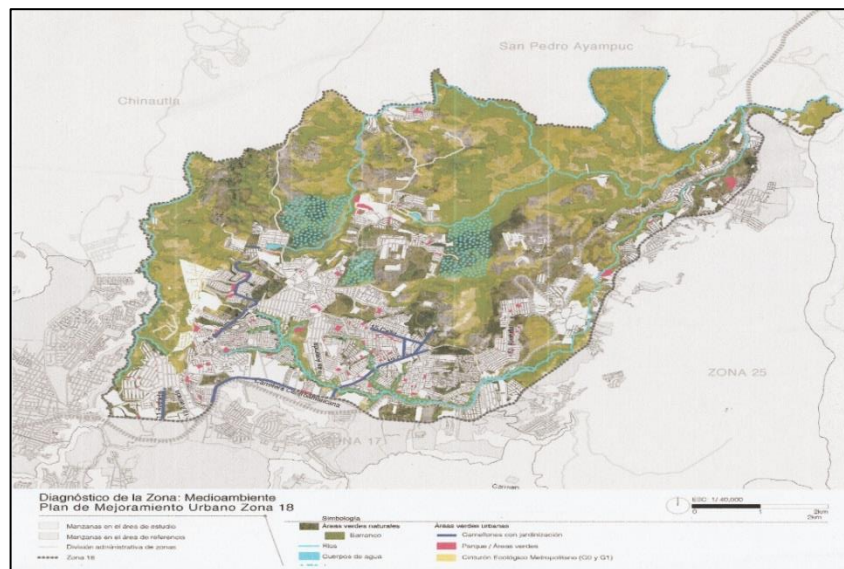 San Pedro Ayampuc
Chinautla
ZONA 25
ZONA 17
Diagnóstico de la Zona: Medioambiente
Plan de Mejoramiento Urbano Zona 18
Manzanas en el área de estudio
Manzanas en el área de referencia
División administrativa de zonas
Zona 18
Simbología
Áreas verdes naturales
Barranco
Ríos
Cuerpos de agua
Áreas verdes urbanas
Camellones con jardinización
Parque / Áreas verdes
Cinturón Ecológico Metropolitano (G0 y G1)
ESC: 1/ 40,000
0 1 2km
2km